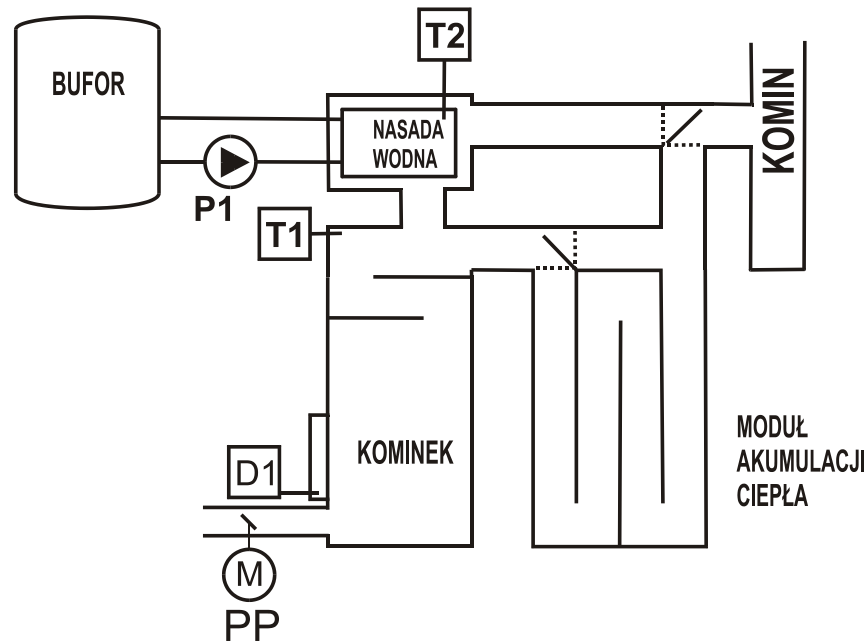 T2
BUFOR
NASADA
WODNA
KOMIN
P1
T1
KOMINEK
MODUŁ
AKUMULACJI
CIEPŁA
D1
M
PP